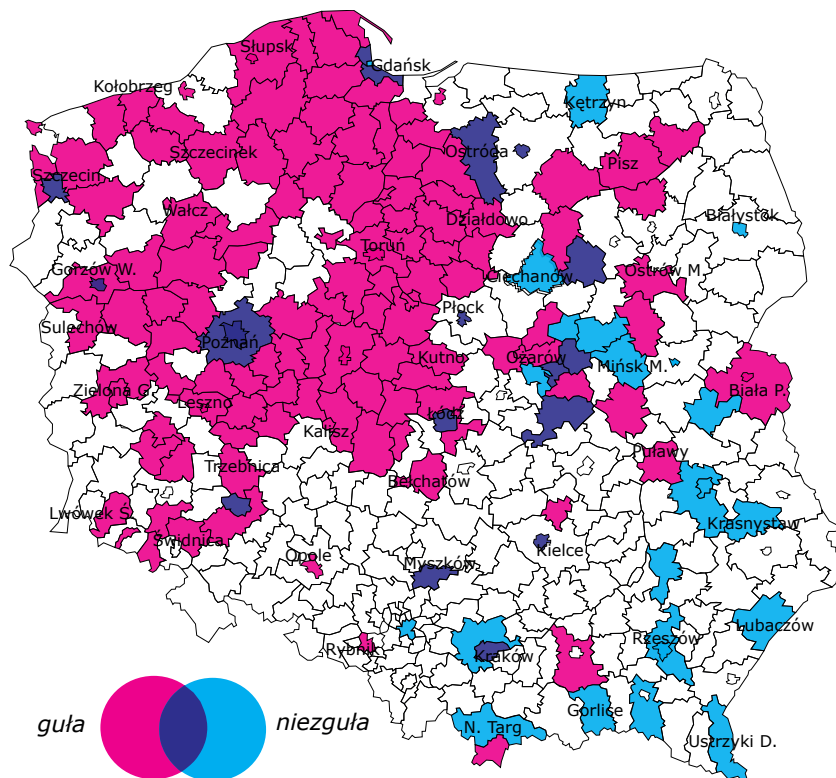 Słupsk
Gdańsk
Kołobrzeg
Kętrzyn
Ostróda
Szczecinek
Pisz
Szczecin
Wałcz
Działdowo
Białystok
Toruń
Gorzów W.
Ciechanów
Ostrów M.
Płock
Sulechów
Poznań
Kutno
Ożarów
Mińsk M.
Zielona G.
Leszno
Biała P.
Łódź
Kalisz
Trzebnica
Puławy
Bełchatów
Lwówek Ś.
Krasnystaw
Świdnica
Opole
Myszków
Kielce
Lubaczów
Rzeszów
Rybnik
Kraków
Gorlice
guła
niezguła
N. Targ
Ustrzyki D.